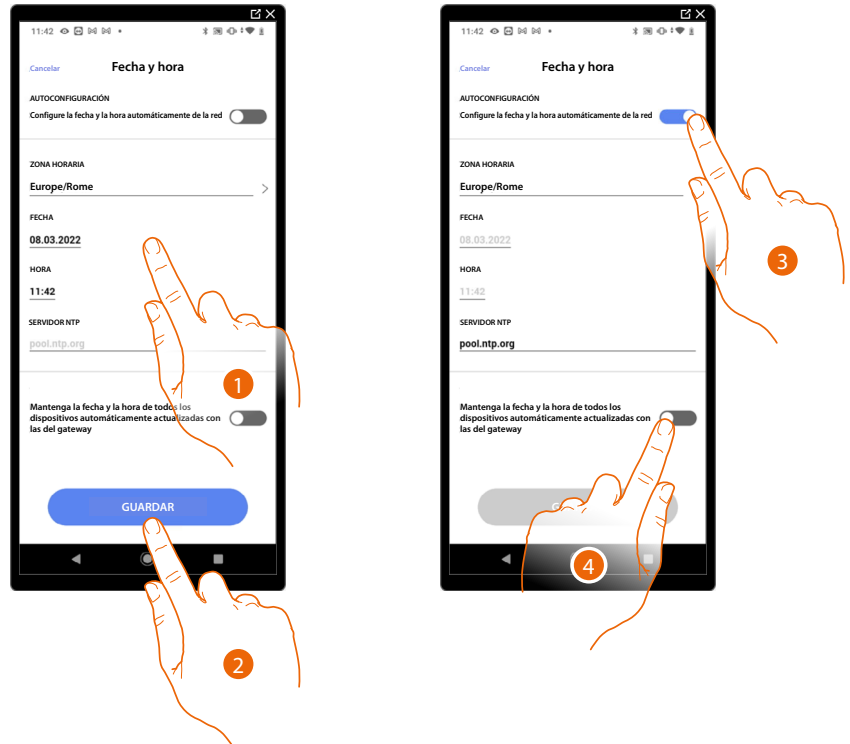 11:42
Cancelar
Fecha y hora
AUTOCONFIGURACIÓN
Configure la fecha y la hora automáticamente de la red
ZONA HORARIA
Europe/Rome
FECHA
08.03.2022
HORA
11:42
SERVIDOR NTP
pool.ntp.org
Mantenga la fecha y la hora de todos los
dispositivos automáticamente actualizadas con
las del gateway
GUARDAR
1
2
11:42
Cancelar
Fecha y hora
AUTOCONFIGURACIÓN
Configure la fecha y la hora automáticamente de la red
ZONA HORARIA
Europe/Rome
FECHA
08.03.2022
HORA
11:42
SERVIDOR NTP
pool.ntp.org
Mantenga la fecha y la hora de todos los
dispositivos automáticamente actualizadas con
las del gateway
3
4